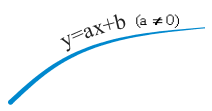 y=ax+b (a ≠ 0)